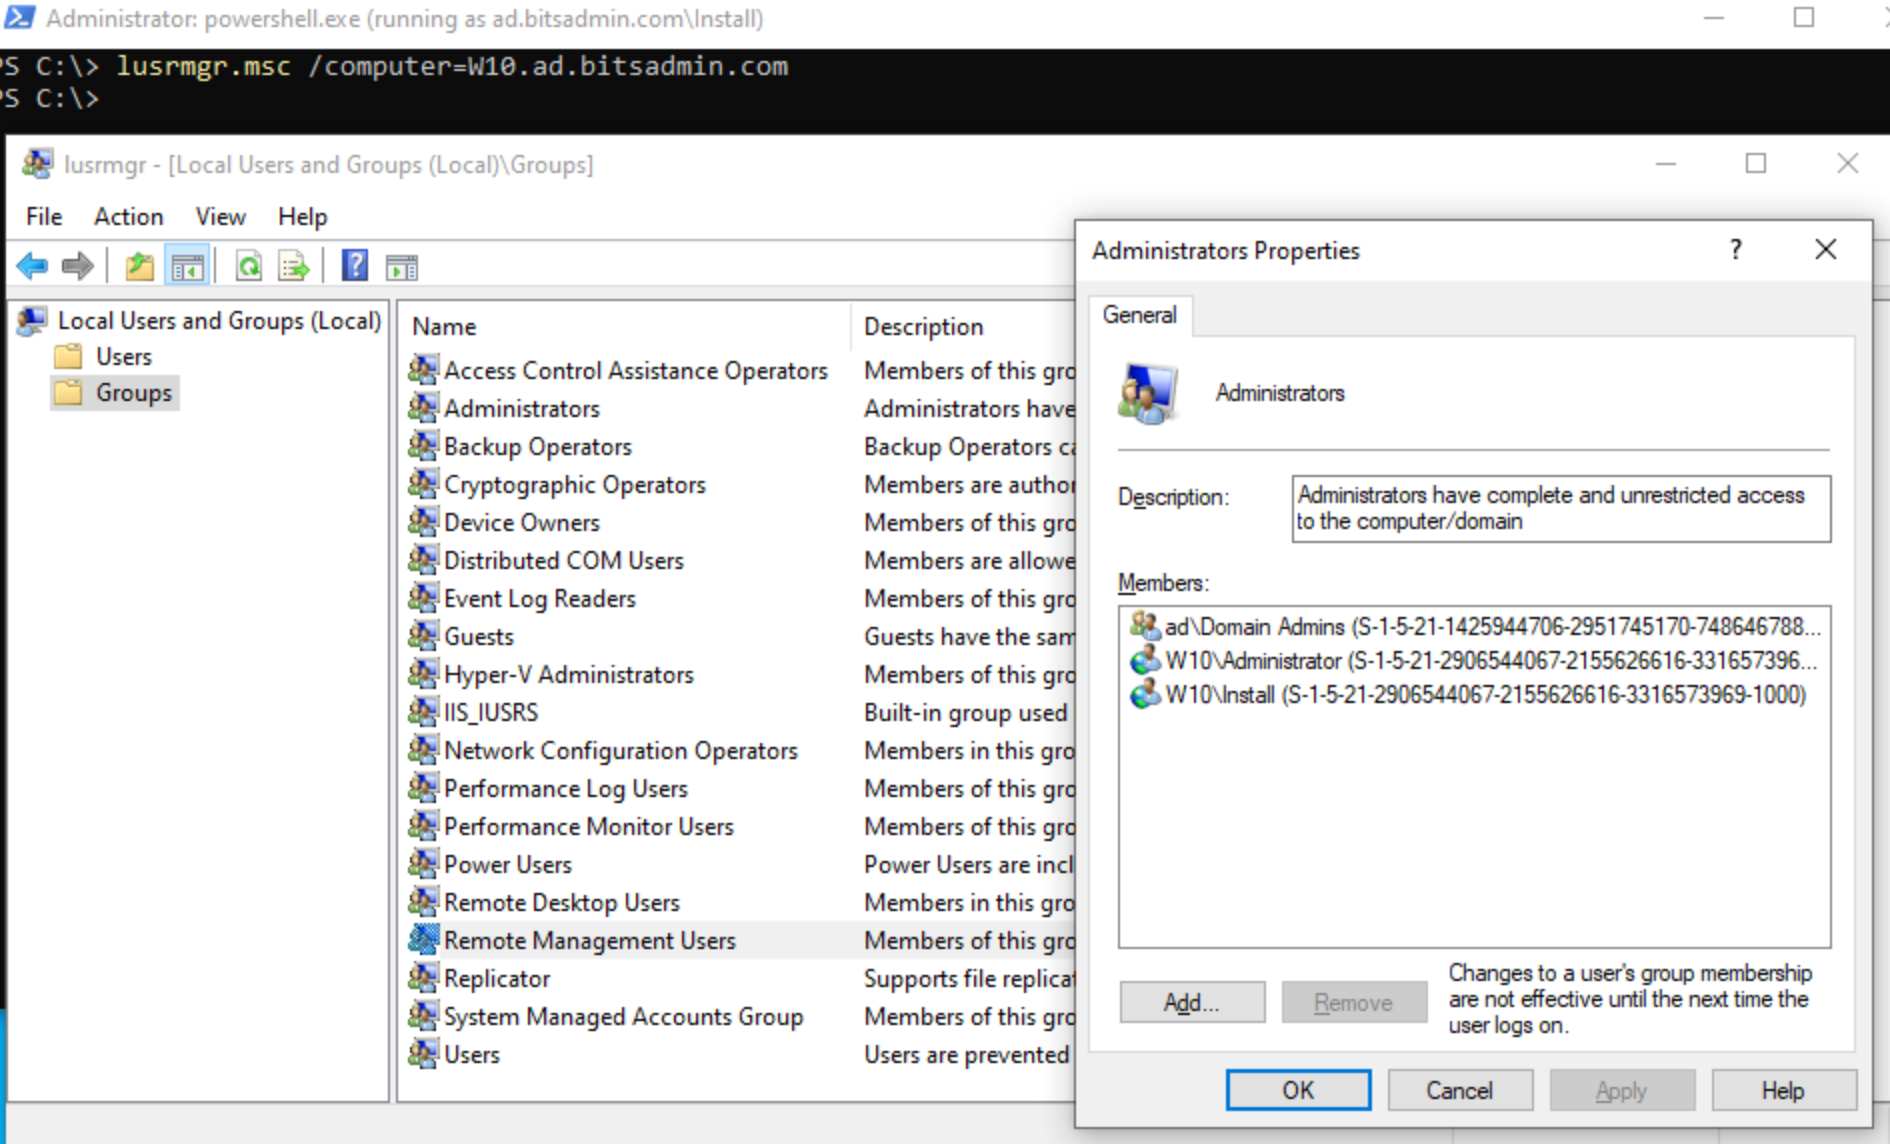 Administrator: powershell.exe (running as ad.bitsadmin.com\Install)
PS C:\> lusrmgr.msc /computer=W10.ad.bitsadmin.com
PS C:\>
lusrmgr - [Local Users and Groups (Local)\Groups]
File Action View Help
Local Users and Groups (Local)
Users
Groups
Name Description
Access Control Assistance Operators Members of this gro
Administrators Administrators have
Backup Operators Backup Operators ca
Cryptographic Operators Members are author
Device Owners Members of this gro
Distributed COM Users Members are allowe
Event Log Readers Members of this gro
Guests Guests have the sam
Hyper-V Administrators Members of this gro
IIS_IUSRS Built-in group used
Network Configuration Operators Members in this gro
Performance Log Users Members of this gro
Performance Monitor Users Members of this gro
Power Users Power Users are incl
Remote Desktop Users Members in this gro
Remote Management Users Members of this gro
Replicator Supports file replicat
System Managed Accounts Group Members of this gro
Users Users are prevented
Administrators Properties
General
Administrators
Description: Administrators have complete and unrestricted access
to the computer/domain
Members:
ad\Domain Admins (S-1-5-21-1425944706-2951745170-748646788...
W10\Administrator (S-1-5-21-2906544067-2155626616-331657396...
W10\Install (S-1-5-21-2906544067-2155626616-3316573969-1000)
Add... Remove
Changes to a user's group membership
are not effective until the next time the
user logs on.
OK Cancel Apply Help